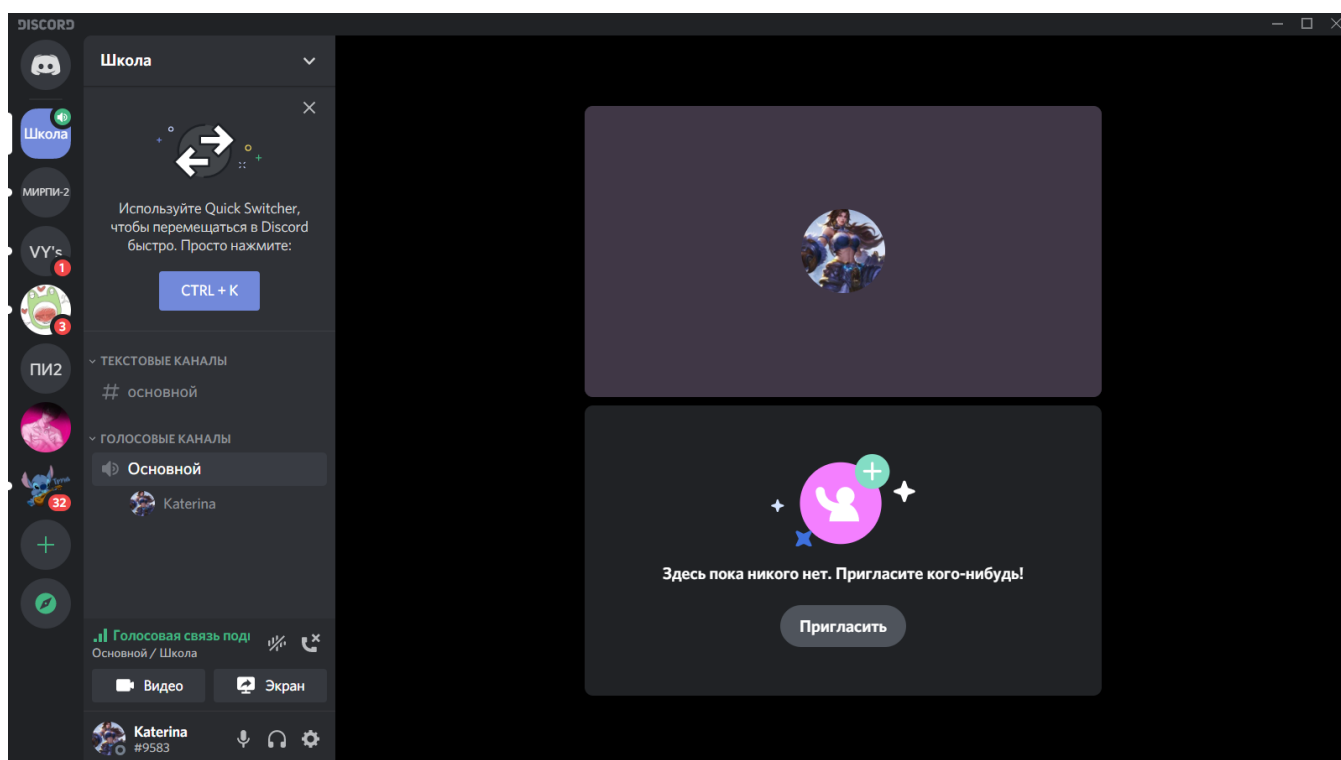 DISCORD
Школа
Школа
МИРПИ-2
VY's
1
3
ПИ2
32
Используйте Quick Switcher,
чтобы перемещаться в Discord
быстро. Просто нажмите:
CTRL + K
ТЕКСТОВЫЕ КАНАЛЫ
# основной
ГОЛОСОВЫЕ КАНАЛЫ
Основной
Katerina
Голосовая связь подк
Основной / Школа
Видео
Экран
Katerina
#9583
Здесь пока никого нет. Пригласите кого-нибудь!
Пригласить